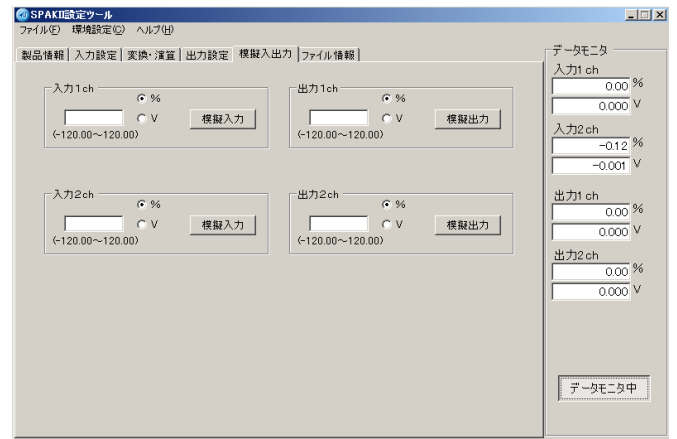 SPAKII設定ツール
ファイル(F) 環境設定(C) ヘルプ(H)
製品情報 入力設定 変換・演算 出力設定 模擬入出力 ファイル情報
入力1ch
%
V
模擬入力
(-120.00～120.00)
出力1ch
%
V
模擬出力
(-120.00～120.00)
入力2ch
%
V
模擬入力
(-120.00～120.00)
出力2ch
%
V
模擬出力
(-120.00～120.00)
データモニタ
入力1ch
0.00 %
0.000 V
入力2ch
-0.12 %
-0.001 V
出力1ch
0.00 %
0.000 V
出力2ch
0.00 %
0.000 V
データモニタ中